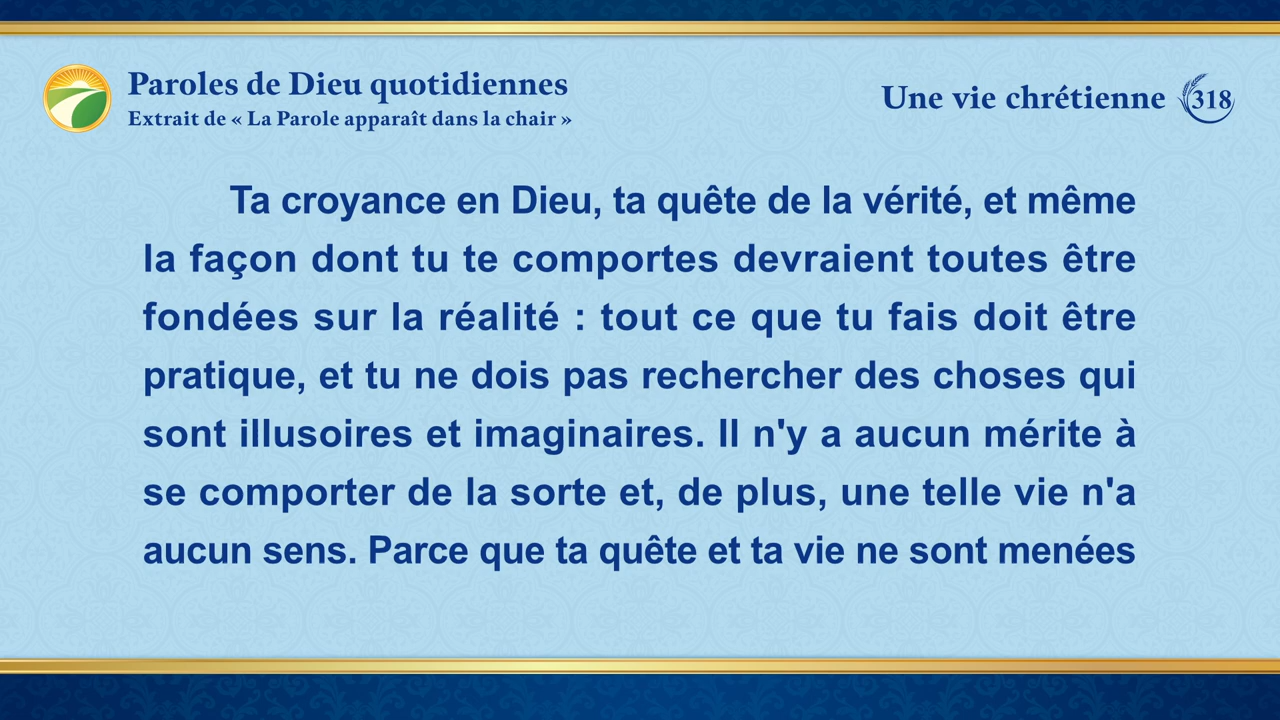 Paroles de Dieu quotidiennes
Extrait de « La Parole apparaît dans la chair »
Une vie chrétienne 318
Ta croyance en Dieu, ta quête de la vérité, et même
la façon dont tu te comportes devraient toutes être
fondées sur la réalité : tout ce que tu fais doit être
pratique, et tu ne dois pas rechercher des choses qui
sont illusoires et imaginaires. Il n'y a aucun mérite à
se comporter de la sorte et, de plus, une telle vie n'a
aucun sens. Parce que ta quête et ta vie ne sont menées